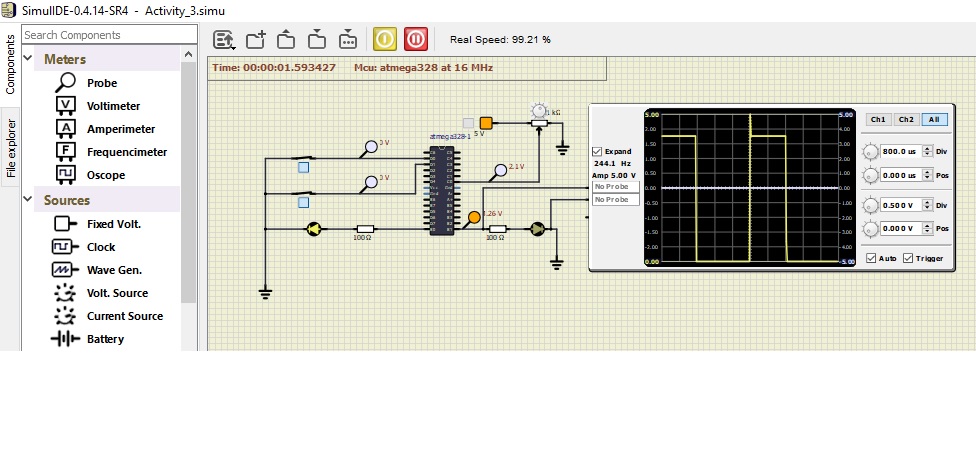 SimulIDE-0.4.14-SR4 - Activity_3.simu
Components
File explorer
Search Components
Meters
Probe
Voltimeter
Amperimeter
Frequencimeter
Oscope
Sources
Fixed Volt.
Clock
Wave Gen.
Volt. Source
Current Source
Battery
Real Speed: 99.21 %
Time: 00:00:01.593427 Mcu: atmega328 at 16 MHz
atmega328-1
0 V
0 V
5 V
1 kΩ
2.1 V
1.26 V
100 Ω
100 Ω
Expand
244.1 Hz
Amp 5.00 V
No Probe
No Probe
5.00
0.00
5.00
4.00
3.00
2.00
1.00
0.00
-1.00
-2.00
-3.00
-4.00
-5.00
Ch1 Ch2 All
800.0 us Div
0.000 us Pos
0.500 V Div
0.000 V Pos
Auto Trigger